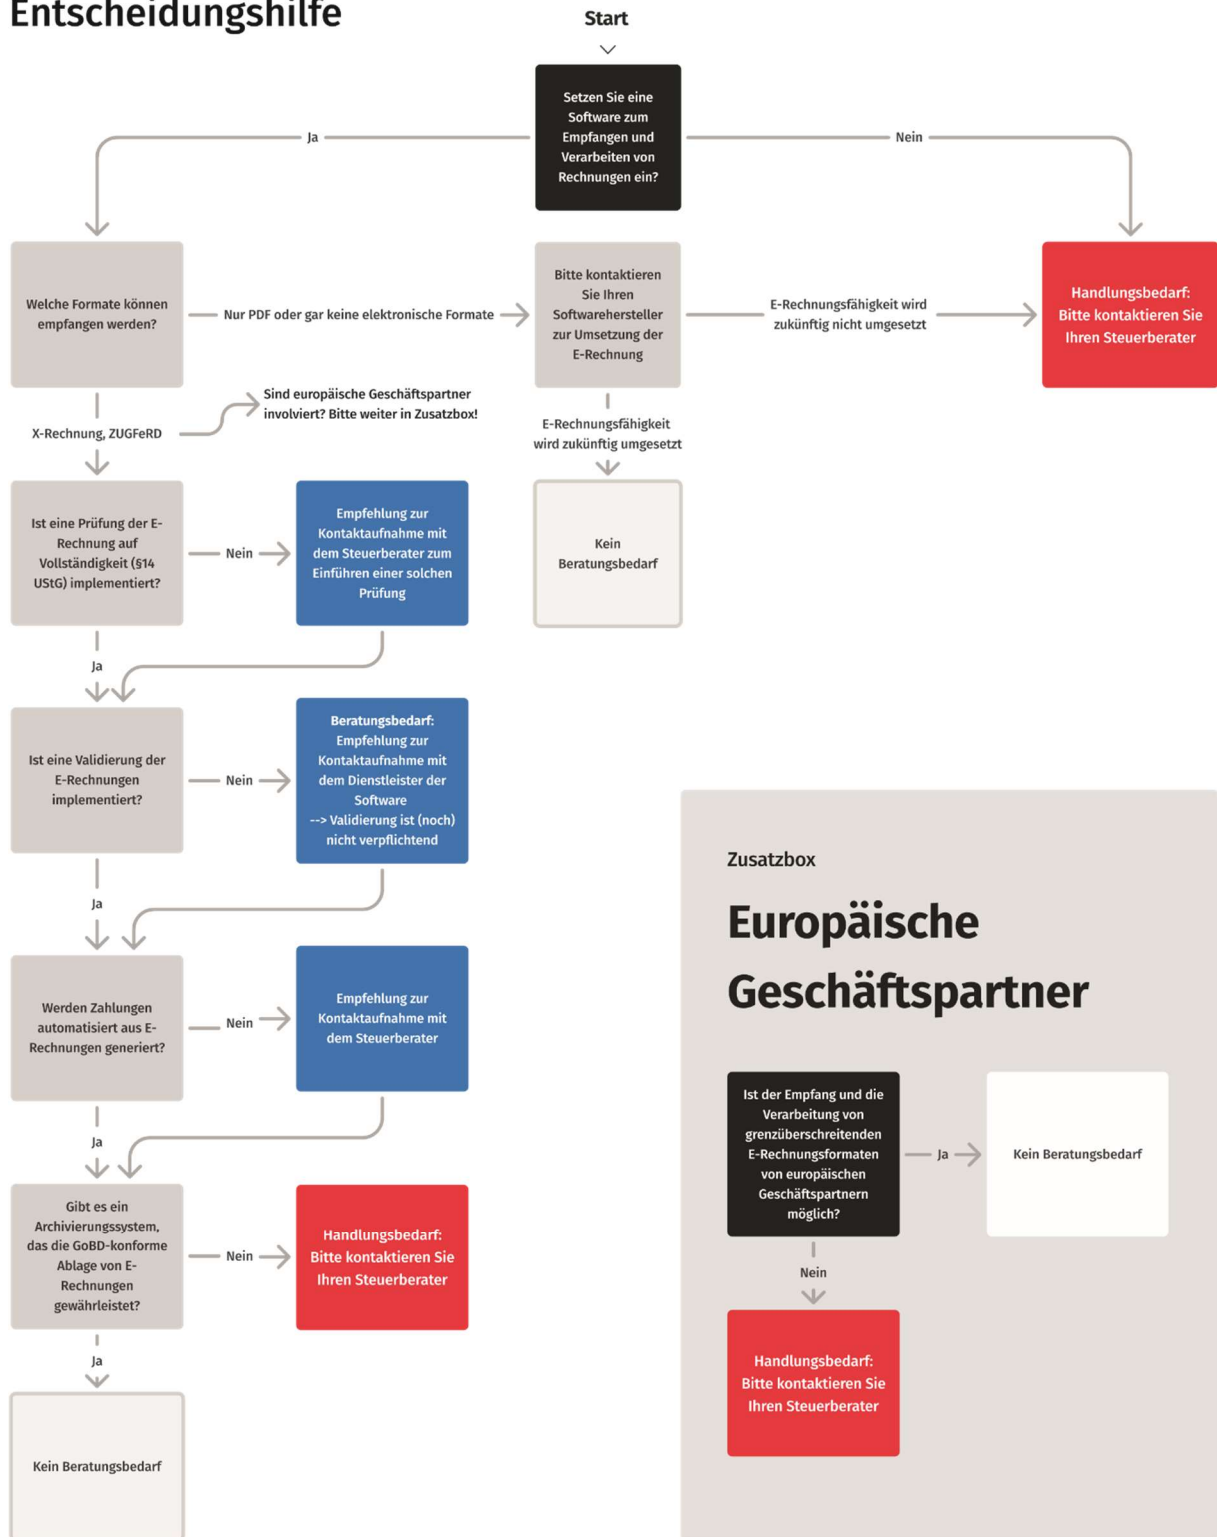 Entscheidungshilfe
Start
Setzen Sie eine
Software zum
Empfangen und
Verarbeiten von
Rechnungen ein?
Ja
Nein
Welche Formate können
empfangen werden?
Nur PDF oder gar keine elektronische Formate
Bitte kontaktieren
Sie Ihren
Softwarehersteller
zur Umsetzung der
E-Rechnung
E-Rechnungsfähigkeit wird
zukünftig nicht umgesetzt
Handlungsbedarf:
Bitte kontaktieren Sie
Ihren Steuerberater
X-Rechnung, ZUGFeRD
Sind europäische Geschäftspartner
involviert? Bitte weiter in Zusatzbox!
E-Rechnungsfähigkeit
wird zukünftig umgesetzt
Kein
Beratungsbedarf
Ist eine Prüfung der E-
Rechnung auf
Vollständigkeit (§14
UStG) implementiert?
Nein
Empfehlung zur
Kontaktaufnahme mit
dem Steuerberater zum
Einführen einer solchen
Prüfung
Ja
Ist eine Validierung der
E-Rechnungen
implementiert?
Nein
Beratungsbedarf:
Empfehlung zur
Kontaktaufnahme mit
dem Dienstleister der
Software
--> Validierung ist (noch)
nicht verpflichtend
Ja
Werden Zahlungen
automatisiert aus E-
Rechnungen generiert?
Nein
Empfehlung zur
Kontaktaufnahme mit
dem Steuerberater
Ja
Gibt es ein
Archivierungssystem,
das die GoBD-konforme
Ablage von E-
Rechnungen
gewährleistet?
Nein
Handlungsbedarf:
Bitte kontaktieren Sie
Ihren Steuerberater
Ja
Kein Beratungsbedarf
Zusatzbox
Europäische
Geschäftspartner
Ist der Empfang und die
Verarbeitung von
grenzüberschreitenden
E-Rechnungsformaten
von europäischen
Geschäftspartnern
möglich?
Ja
Kein Beratungsbedarf
Nein
Handlungsbedarf:
Bitte kontaktieren Sie
Ihren Steuerberater